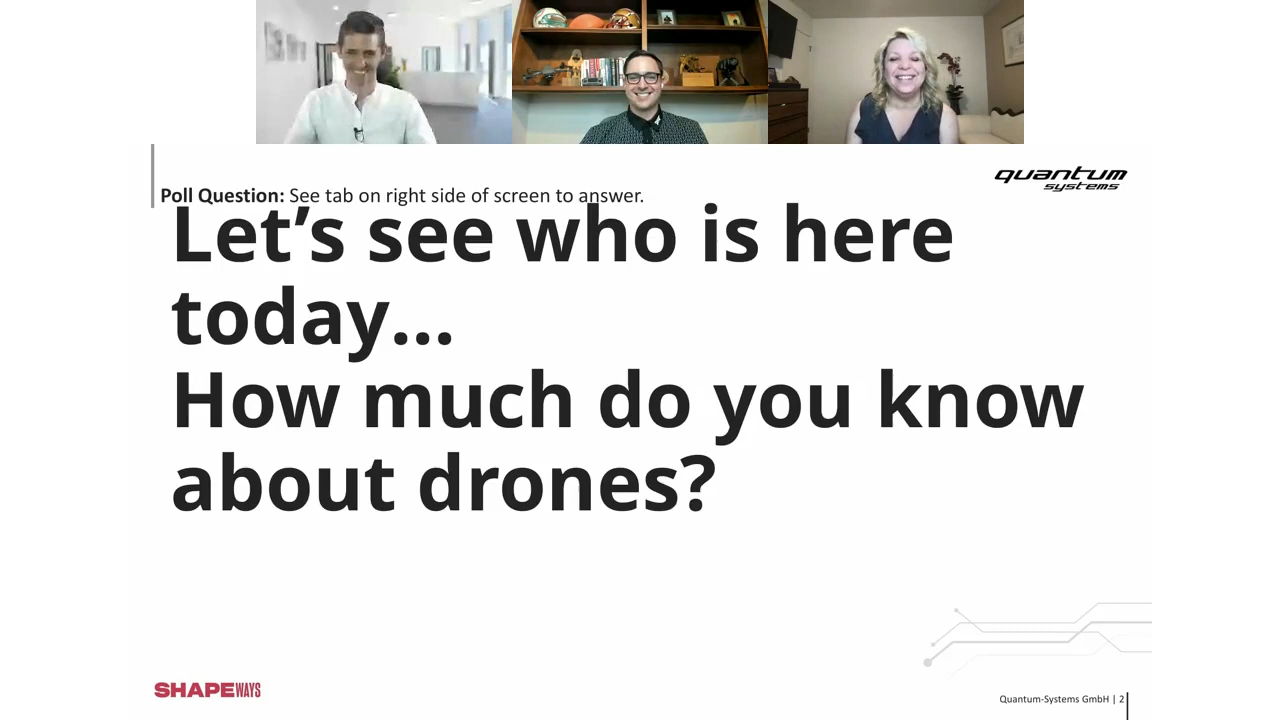 quantum
systems
Poll Question: See tab on right side of screen to answer.
Let’s see who is here
today...
How much do you know
about drones?
SHAPEWAYS
Quantum-Systems GmbH | 2